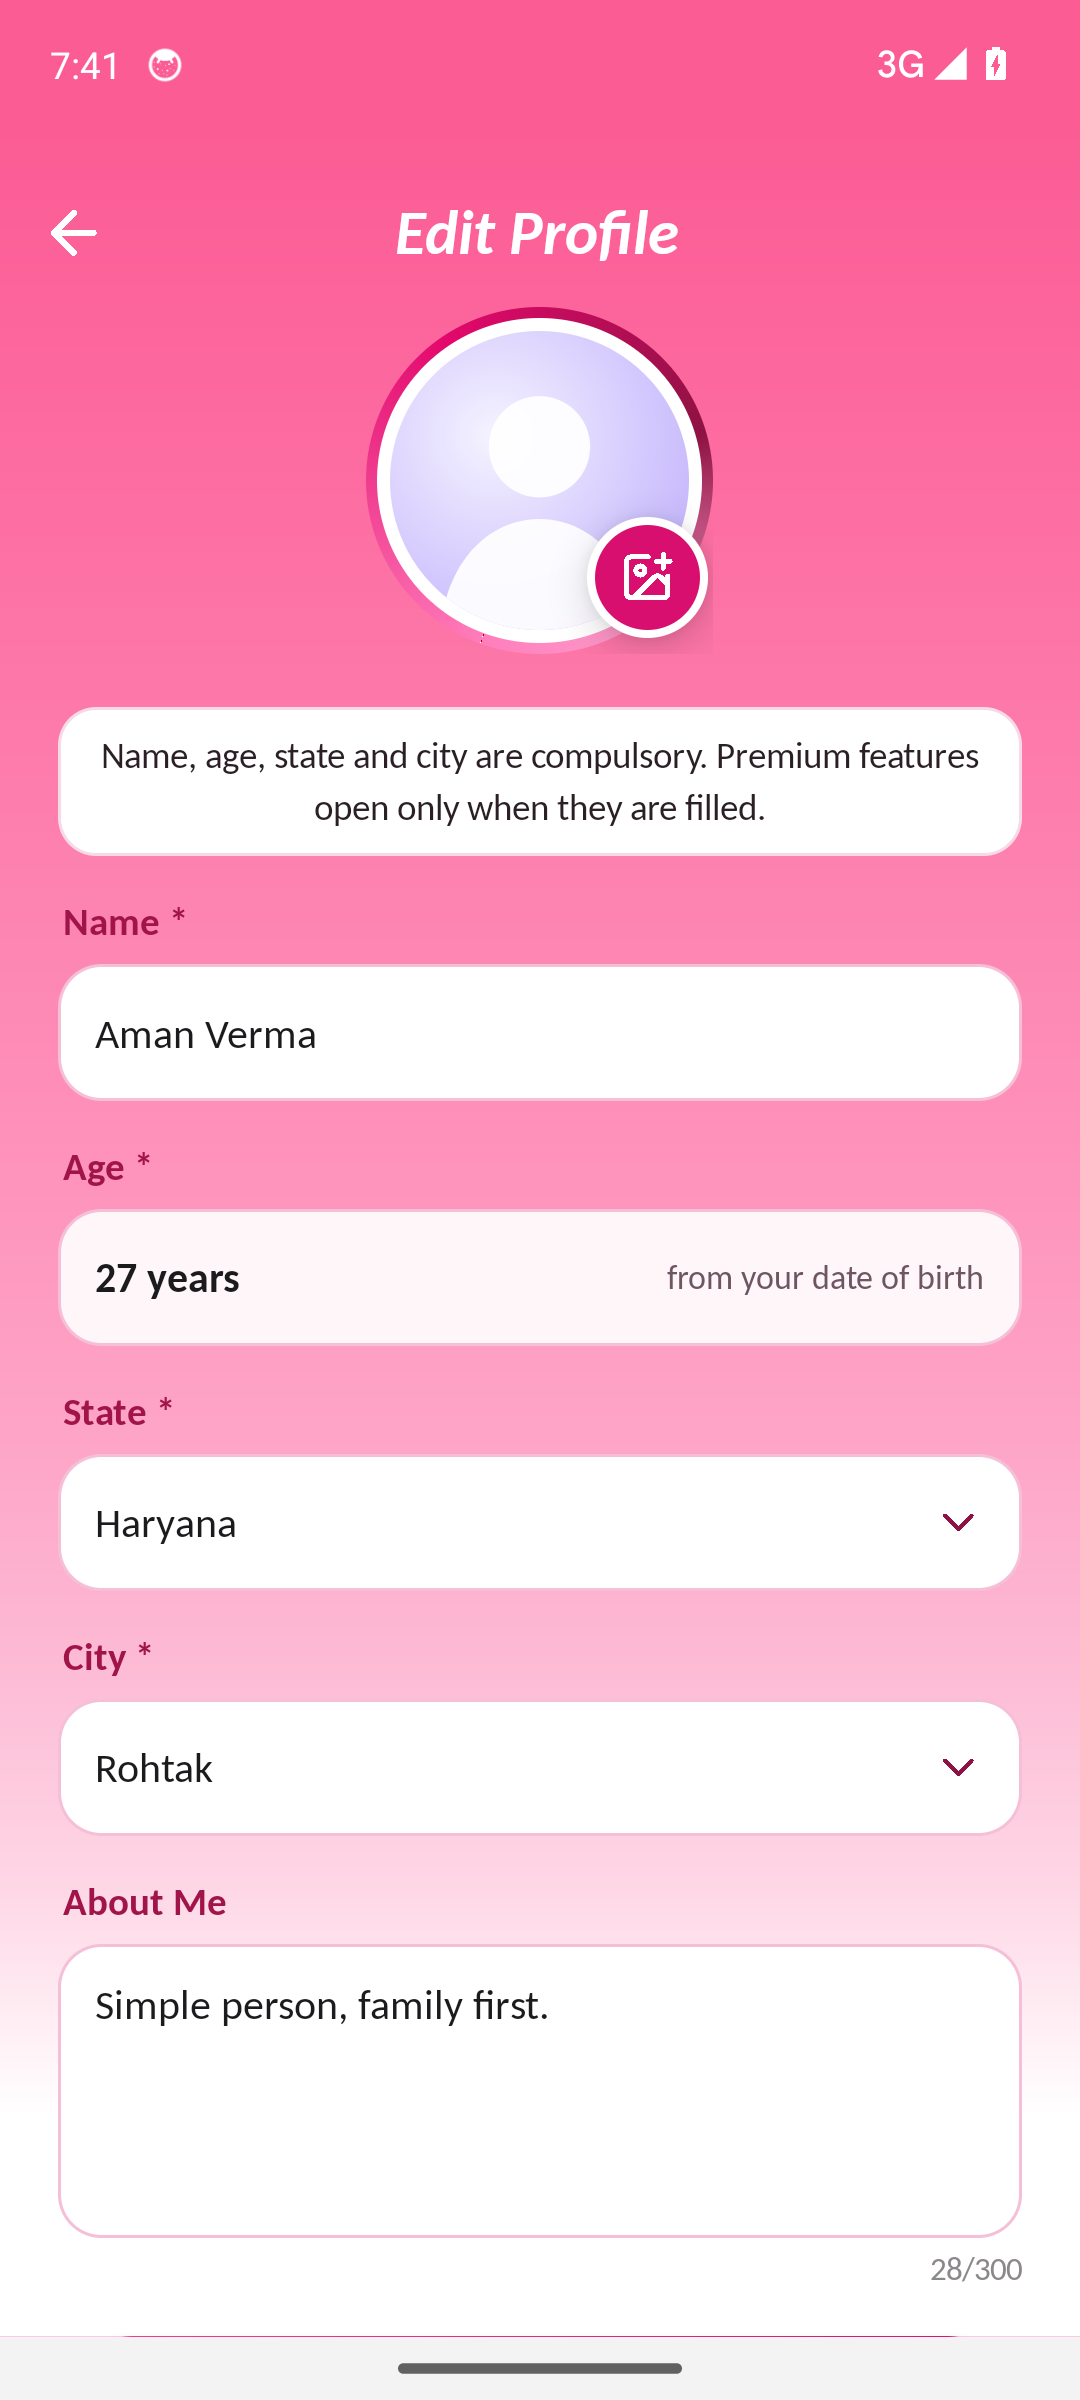 7:41
3G
Edit Profile
Name, age, state and city are compulsory. Premium features
open only when they are filled.
Name *
Aman Verma
Age *
27 years
from your date of birth
State *
Haryana
City *
Rohtak
About Me
Simple person, family first.
28/300